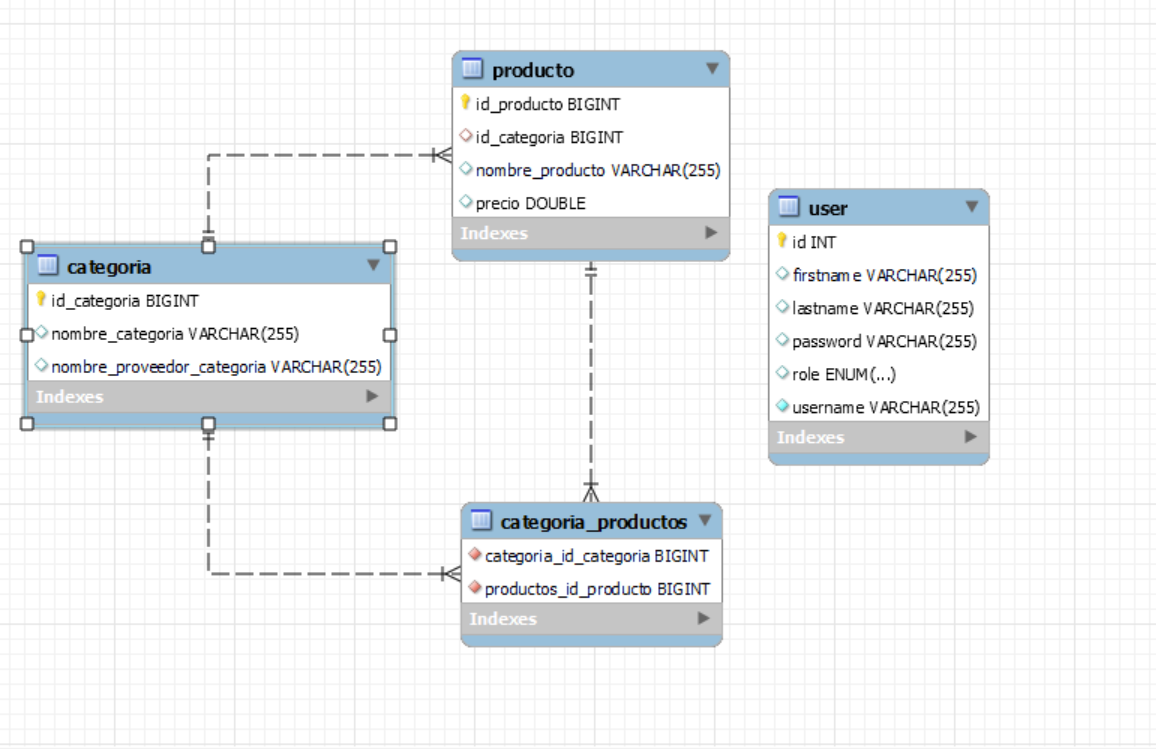 producto
id_producto BIGINT
id_categoria BIGINT
nombre_producto VARCHAR(255)
precio DOUBLE
Indexes
categoria
id_categoria BIGINT
nombre_categoria VARCHAR(255)
nombre_proveedor_categoria VARCHAR(255)
Indexes
user
id INT
firstname VARCHAR(255)
lastname VARCHAR(255)
password VARCHAR(255)
role ENUM(...)
username VARCHAR(255)
Indexes
categoria_productos
categoria_id_categoria BIGINT
productos_id_producto BIGINT
Indexes